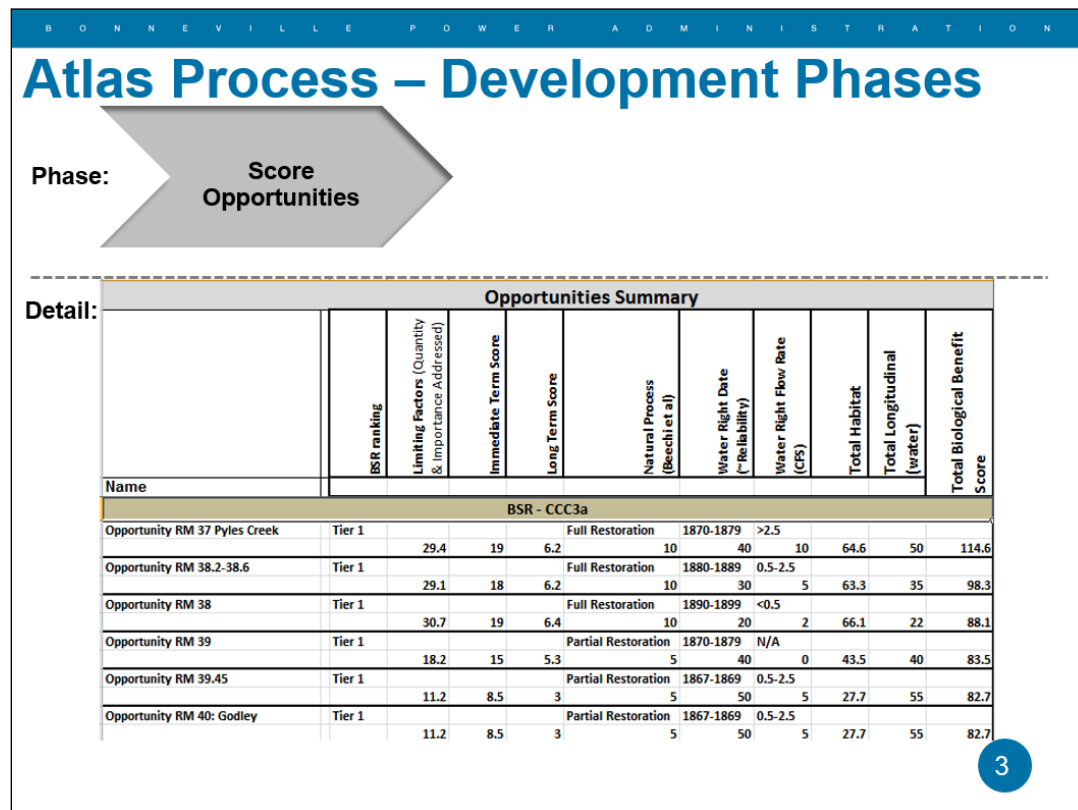 BONNEVILLE POWER ADMINISTRATION
Atlas Process – Development Phases
Phase:
Score
Opportunities
Detail:
Opportunities Summary
Name
BSR ranking
Limiting Factors (Quantity
& Importance Addressed)
Immediate Term Score
Long Term Score
Natural Process
(Beechi et al)
Water Right Date
(~Reliability)
Water Right Flow Rate
(CFS)
Total Habitat
Total Longitudinal
(water)
Total Biological Benefit
Score
BSR - CCC3a
Opportunity RM 37 Pyles Creek Tier 1 Full Restoration 1870-1879 >2.5
29.4 19 6.2 10 40 10 64.6 50 114.6
Opportunity RM 38.2-38.6 Tier 1 Full Restoration 1880-1889 0.5-2.5
29.1 18 6.2 10 30 5 63.3 35 98.3
Opportunity RM 38 Tier 1 Full Restoration 1890-1899 <0.5
30.7 19 6.4 10 20 2 66.1 22 88.1
Opportunity RM 39 Tier 1 Partial Restoration 1870-1879 N/A
18.2 15 5.3 5 40 0 43.5 40 83.5
Opportunity RM 39.45 Tier 1 Partial Restoration 1867-1869 0.5-2.5
11.2 8.5 3 5 50 5 27.7 55 82.7
Opportunity RM 40: Godley Tier 1 Partial Restoration 1867-1869 0.5-2.5
11.2 8.5 3 5 50 5 27.7 55 82.7
3